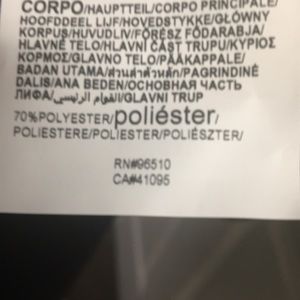 CORPO/HAUPTTEIL/CORPO PRINCIPALE/
HOOFDDEEL LIJF/HOVEDSTYKKE/GŁÓWNY
KORPUS/HUVUDLIV/FŐRÉSZ FÖDARABJA/
HLAVNÉ TELO/HLAVNÍ ČÁST TRUPU/ΚΥΡΙΟΣ
ΚΟΡΜΟΣ/GLAVNO TELO/PÄÄKAPPALE/
BADAN UTAMA/ส่วนลำตัวหลัก/PAGRINDINĖ
DALIS/ANA BEDEN/ОСНОВНАЯ ЧАСТЬ
ЛИФА/القوام الرئيسي/GLAVNI TRUP
70%POLYESTER/poliéster/
POLIESTERE/POLIESTER/POLIÉSZTER/
RN#96510
CA#41095